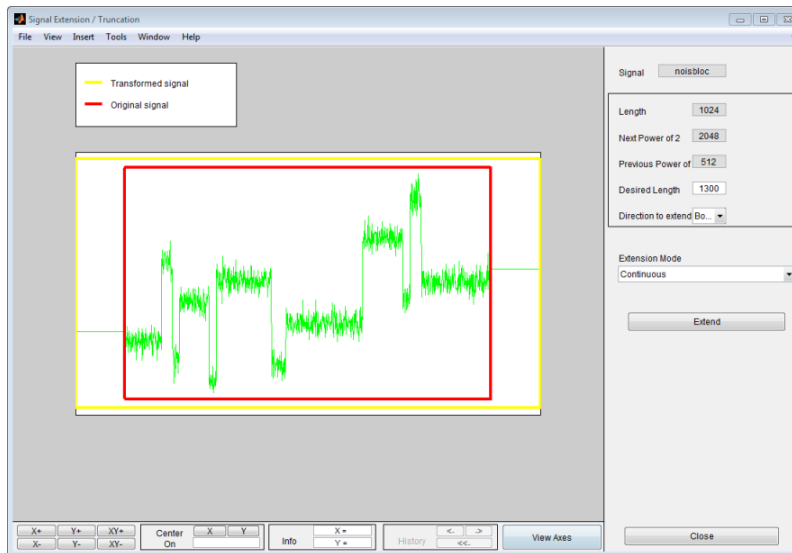 Signal Extension / Truncation
File View Insert Tools Window Help
Transformed signal
Original signal
Signal noisbloc
Length 1024
Next Power of 2 2048
Previous Power of 512
Desired Length 1300
Direction to extend Bo...
Extension Mode
Continuous
Extend
X+ Y+ XY+
X- Y- XY-
Center On X Y
Info X = Y =
History <- -> <<-
View Axes
Close